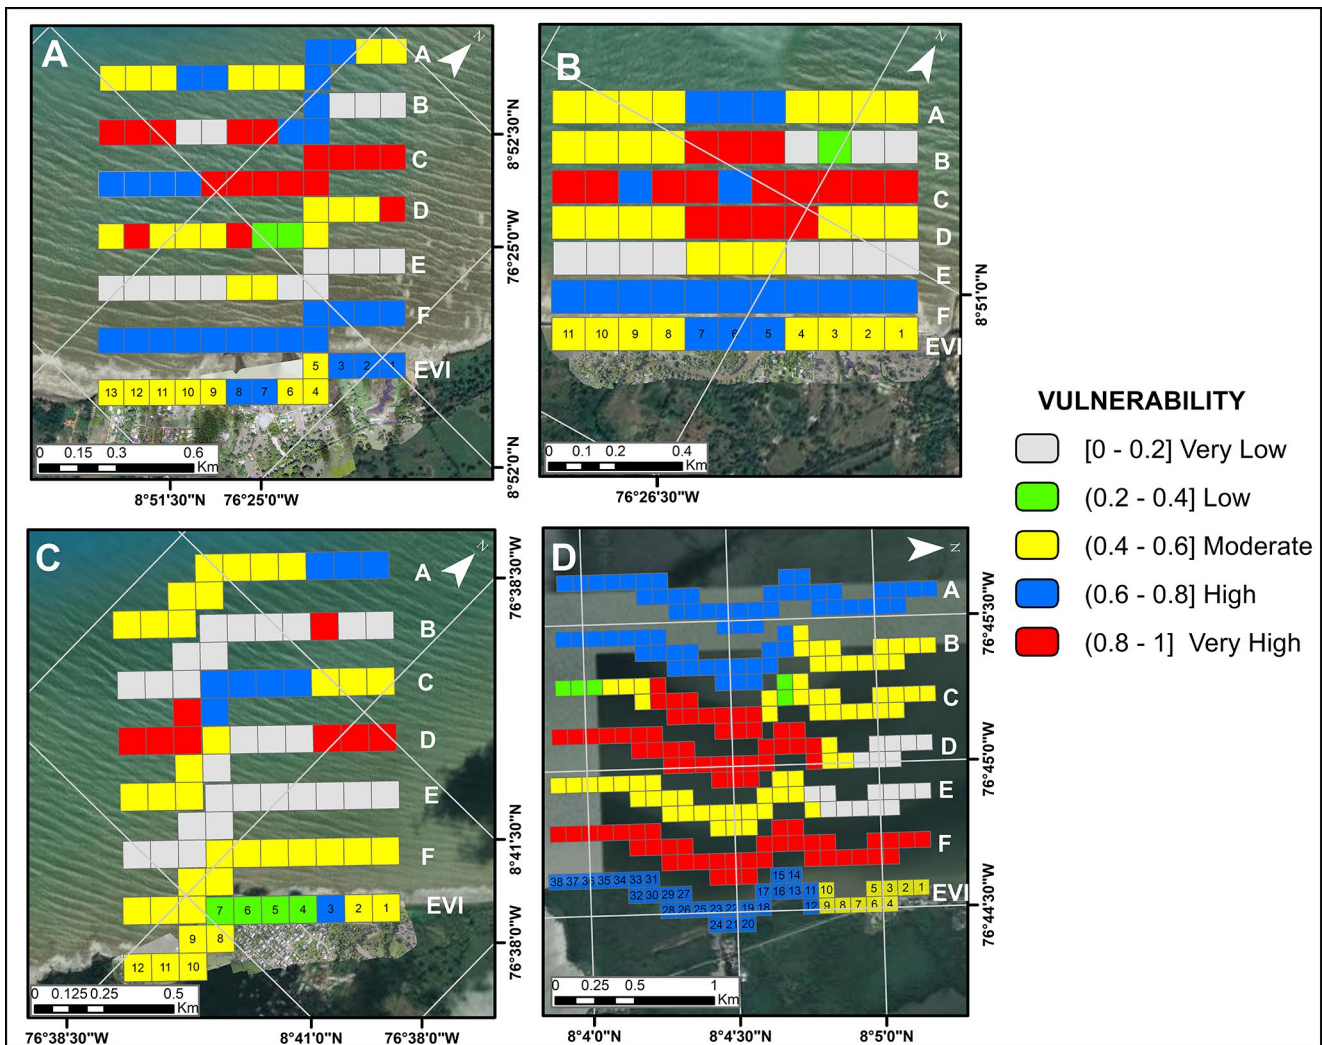 A
N
A
B
C
D
E
F
EVI
5 3 2 1
13 12 11 10 9 8 7 6 4
0 0.15 0.3 0.6
Km
8°52'30"N
76°25'0"W
8°52'0"N
8°51'30"N 76°25'0"W
B
N
A
B
C
D
E
F
EVI
11 10 9 8 7 6 5 4 3 2 1
0 0.1 0.2 0.4
Km
8°51'0"N
76°26'30"W
VULNERABILITY
[0 - 0.2] Very Low
(0.2 - 0.4] Low
(0.4 - 0.6] Moderate
(0.6 - 0.8] High
(0.8 - 1] Very High
C
N
A
B
C
D
E
F
EVI
7 6 5 4 3 2 1
9 8
12 11 10
0 0.125 0.25 0.5
Km
76°38'30"W
8°41'30"N
76°38'0"W
76°38'30"W 8°41'0"N 76°38'0"W
D
N
A
B
C
D
E
F
EVI
15 14
38 37 36 35 34 33 31 5 3 2 1
32 30 29 27 17 16 13 11 10
28 26 25 23 22 19 18 12 9 8 7 6 4
24 21 20
0 0.25 0.5 1
Km
76°45'30"W
76°45'0"W
76°44'30"W
8°4'0"N 8°4'30"N 8°5'0"N